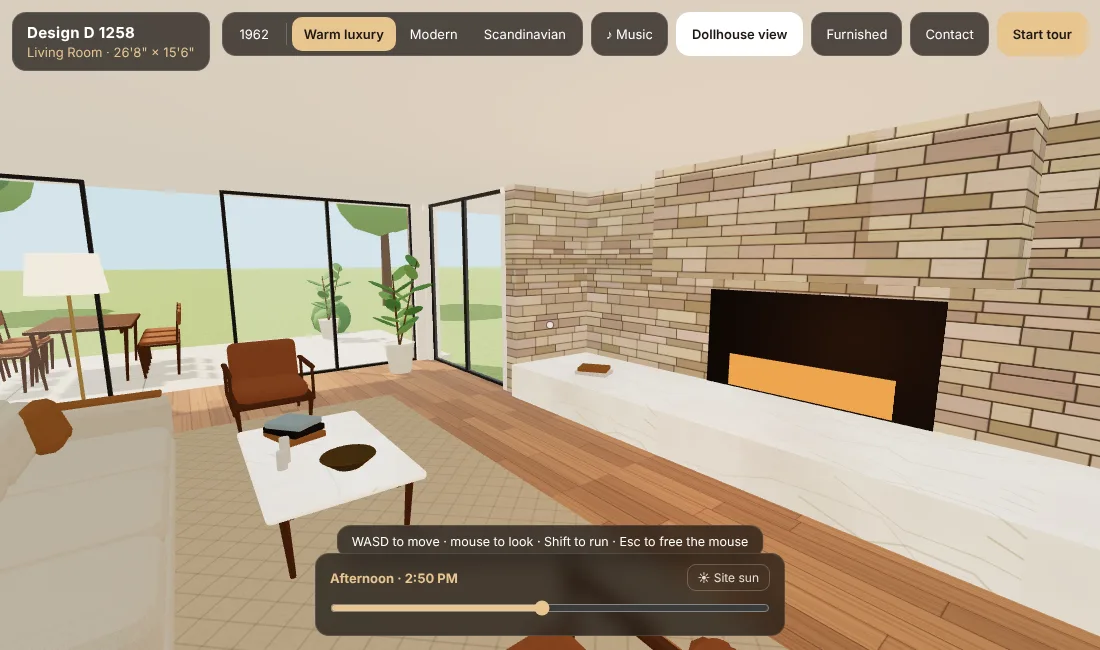 Design D 1258
Living Room · 26'8" × 15'6"
1962
Warm luxury
Modern
Scandinavian
♪ Music
Dollhouse view
Furnished
Contact
Start tour
WASD to move · mouse to look · Shift to run · Esc to free the mouse
Afternoon · 2:50 PM
☀ Site sun